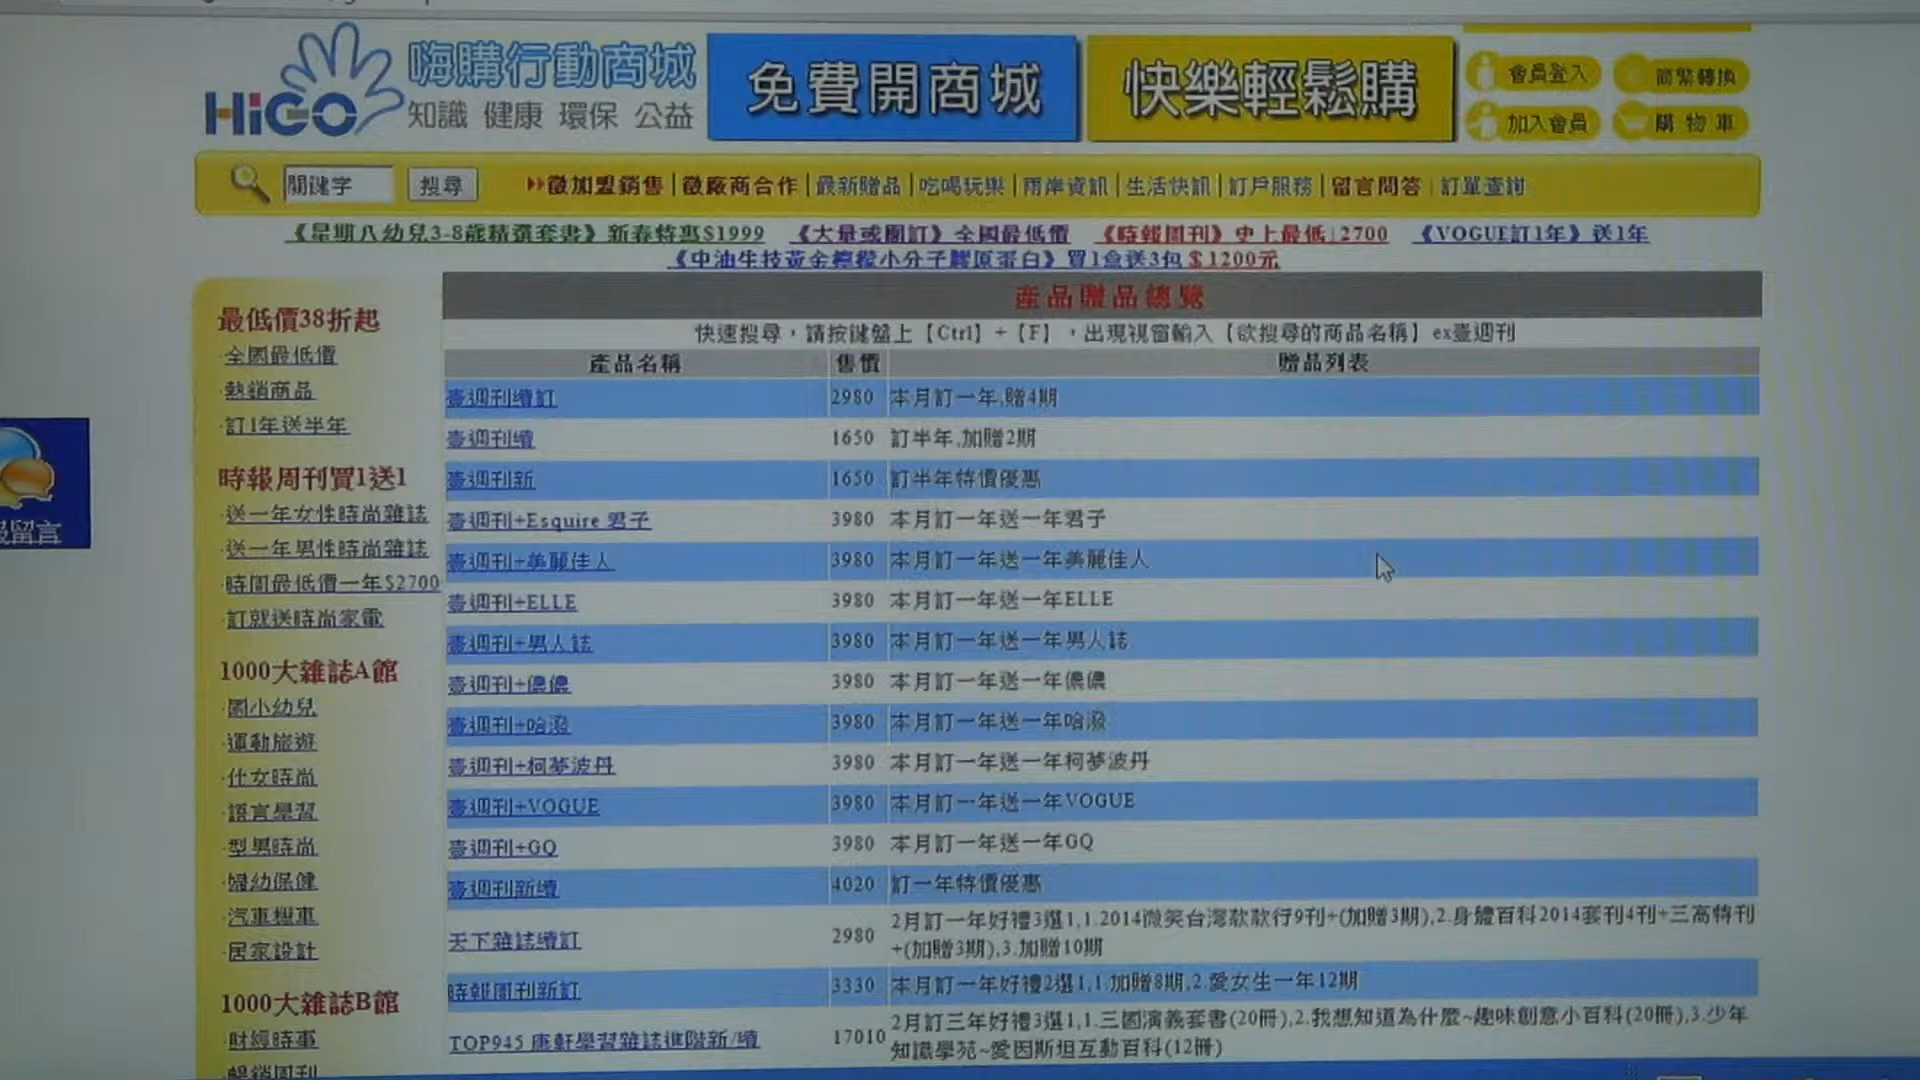 HiGO 嗨購行動商城
知識 健康 環保 公益
免費開商城
快樂輕鬆購
會員登入 簡繁轉換
加入會員 購物車
關鍵字 搜尋 徵加盟銷售|徵廠商合作|最新贈品|吃喝玩樂|兩岸資訊|生活快訊|訂戶服務|留言問答|訂單查詢
《星期八幼兒3-8歲精選套書》新春特惠$1999 《大量或團訂》全國最低價 《時報周刊》史上最低↓2700 《VOGUE訂1年》送1年
《中油生技黃金檸檬小分子膠原蛋白》買1盒送3包 $1200元
留言
最低價38折起
·全國最低價
·熱銷商品
·訂1年送半年
時報周刊買1送1
·送一年女性時尚雜誌
·送一年男性時尚雜誌
·時周最低價一年$2700
·訂就送時尚家電
1000大雜誌A館
·國小幼兒
·運動旅遊
·仕女時尚
·語言學習
·型男時尚
·婦幼保健
·汽車機車
·居家設計
1000大雜誌B館
·財經時事
·暢銷周刊
產品贈品總覽
快速搜尋，請按鍵盤上【Ctrl】+【F】，出現視窗輸入【欲搜尋的商品名稱】ex壹週刊
產品名稱 售價 贈品列表
壹週刊續訂 2980 本月訂一年,贈4期
壹週刊續 1650 訂半年,加贈2期
壹週刊新 1650 訂半年特價優惠
壹週刊+Esquire 君子 3980 本月訂一年送一年君子
壹週刊+美麗佳人 3980 本月訂一年送一年美麗佳人
壹週刊+ELLE 3980 本月訂一年送一年ELLE
壹週刊+男人誌 3980 本月訂一年送一年男人誌
壹週刊+儂儂 3980 本月訂一年送一年儂儂
壹週刊+哈潑 3980 本月訂一年送一年哈潑
壹週刊+柯夢波丹 3980 本月訂一年送一年柯夢波丹
壹週刊+VOGUE 3980 本月訂一年送一年VOGUE
壹週刊+GQ 3980 本月訂一年送一年GQ
壹週刊新續 4020 訂一年特價優惠
天下雜誌續訂 2980 2月訂一年好禮3選1,1.2014微笑台灣款款行9刊+(加贈3期),2.身體百科2014套刊4刊+三高特刊
+(加贈3期),3.加贈10期
時報周刊新訂 3330 本月訂一年好禮2選1,1.加贈8期,2.愛女生一年12期
TOP945 康軒學習雜誌進階新/續 17010 2月訂三年好禮3選1,1.三國演義套書(20冊),2.我想知道為什麼~趣味創意小百科(20冊),3.少年
知識學苑~愛因斯坦互動百科(12冊)